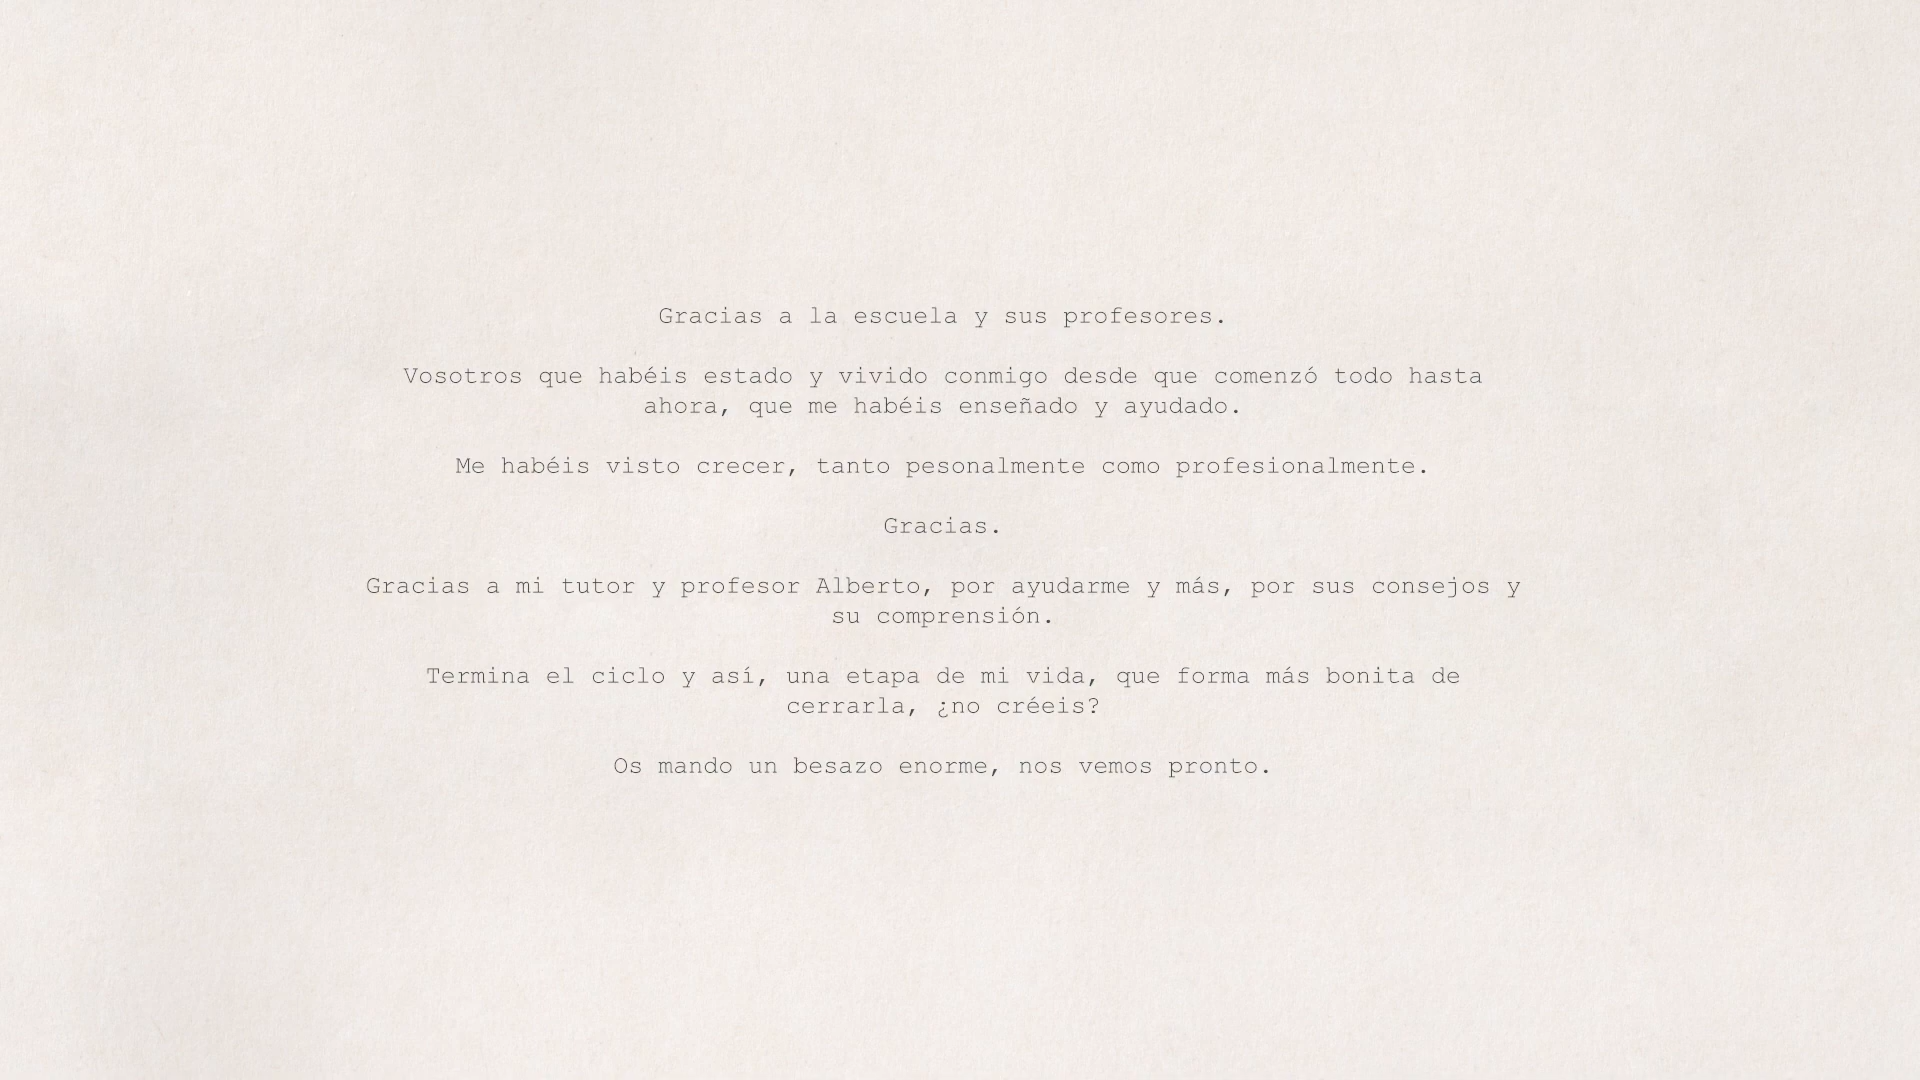 Gracias a la escuela y sus profesores.
Vosotros que habéis estado y vivido conmigo desde que comenzó todo hasta
ahora, que me habéis enseñado y ayudado.
Me habéis visto crecer, tanto pesonalmente como profesionalmente.
Gracias.
Gracias a mi tutor y profesor Alberto, por ayudarme y más, por sus consejos y
su comprensión.
Termina el ciclo y así, una etapa de mi vida, que forma más bonita de
cerrarla, ¿no créeis?
Os mando un besazo enorme, nos vemos pronto.